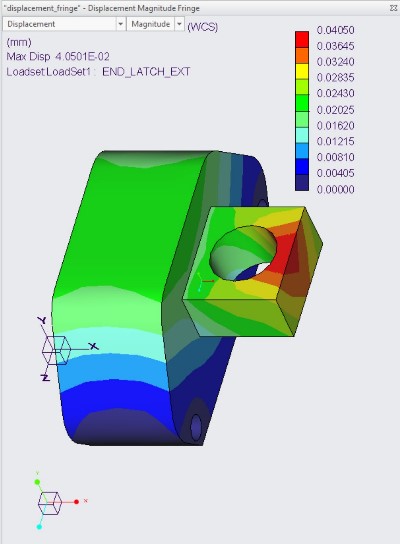 "displacement_fringe" - Displacement Magnitude Fringe
Displacement Magnitude (WCS)
(mm)
Max Disp 4.0501E-02
Loadset:LoadSet1 : END_LATCH_EXT
0.04050
0.03645
0.03240
0.02835
0.02430
0.02025
0.01620
0.01215
0.00810
0.00405
0.00000
Y
X
Z